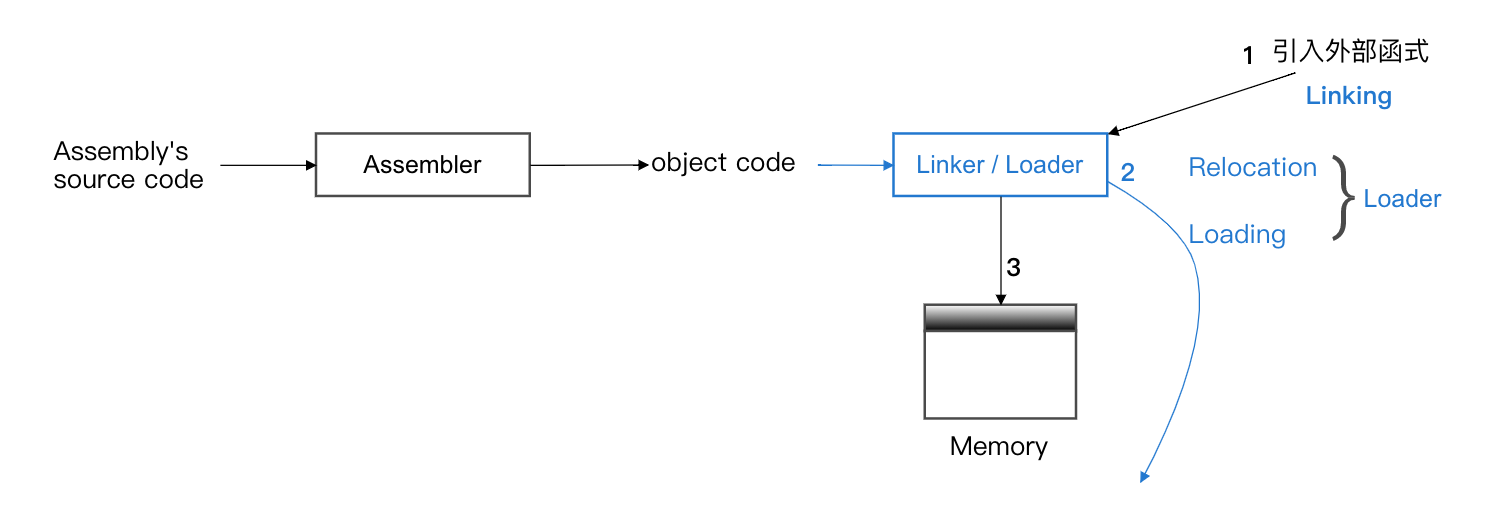 1 引入外部函式
Linking
Assembly's
source code
Assembler
object code
Linker / Loader
2
Relocation
Loading
Loader
3
Memory